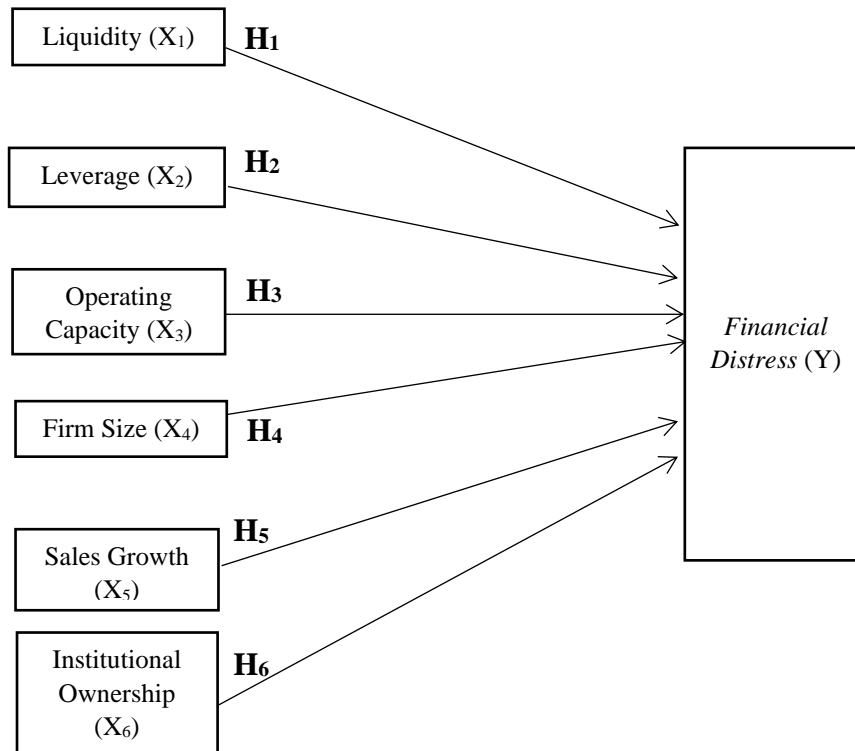 Liquidity (X₁)
H₁
Leverage (X₂)
H₂
Operating
Capacity (X₃)
H₃
Financial
Distress (Y)
Firm Size (X₄)
H₄
Sales Growth
(X₅)
H₅
Institutional
Ownership
(X₆)
H₆